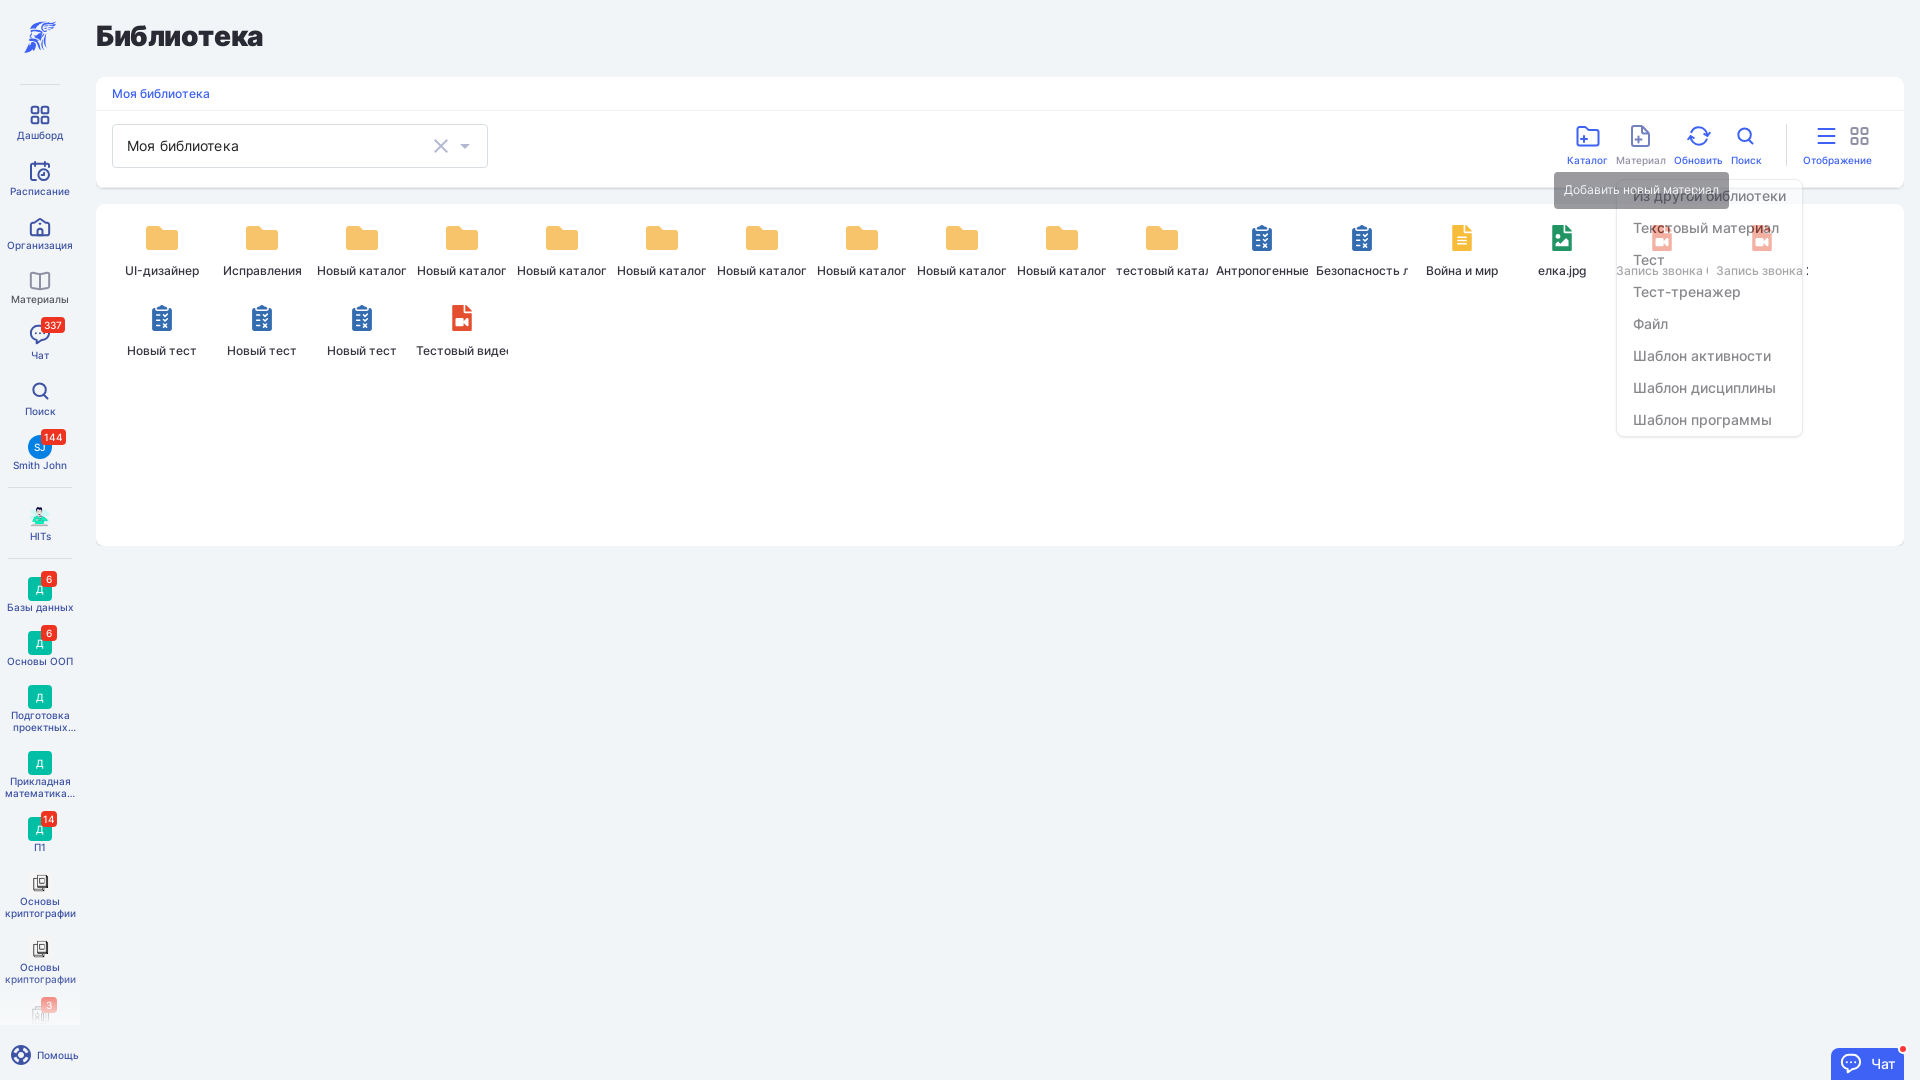 Библиотека
Моя библиотека
Моя библиотека
Каталог
Материал
Обновить
Поиск
Отображение
Добавить новый материал
Из другой библиотеки
Текстовый материал
Тест
Тест-тренажер
Файл
Шаблон активности
Шаблон дисциплины
Шаблон программы
UI-дизайнер
Исправления
Новый каталог
Новый каталог
Новый каталог
Новый каталог
Новый каталог
Новый каталог
Новый каталог
Новый каталог
тестовый катал
Антропогенные
Безопасность л
Война и мир
елка.jpg
Запись звонка
Запись звонка
Новый тест
Новый тест
Новый тест
Тестовый видео
Дашборд
Расписание
Организация
Материалы
337
Чат
Поиск
144
SJ
Smith John
HITs
6
Д
Базы данных
6
Д
Основы ООП
Д
Подготовка
проектных...
Д
Прикладная
математика...
14
Д
П1
Основы
криптографии
Основы
криптографии
3
Помощь
Чат